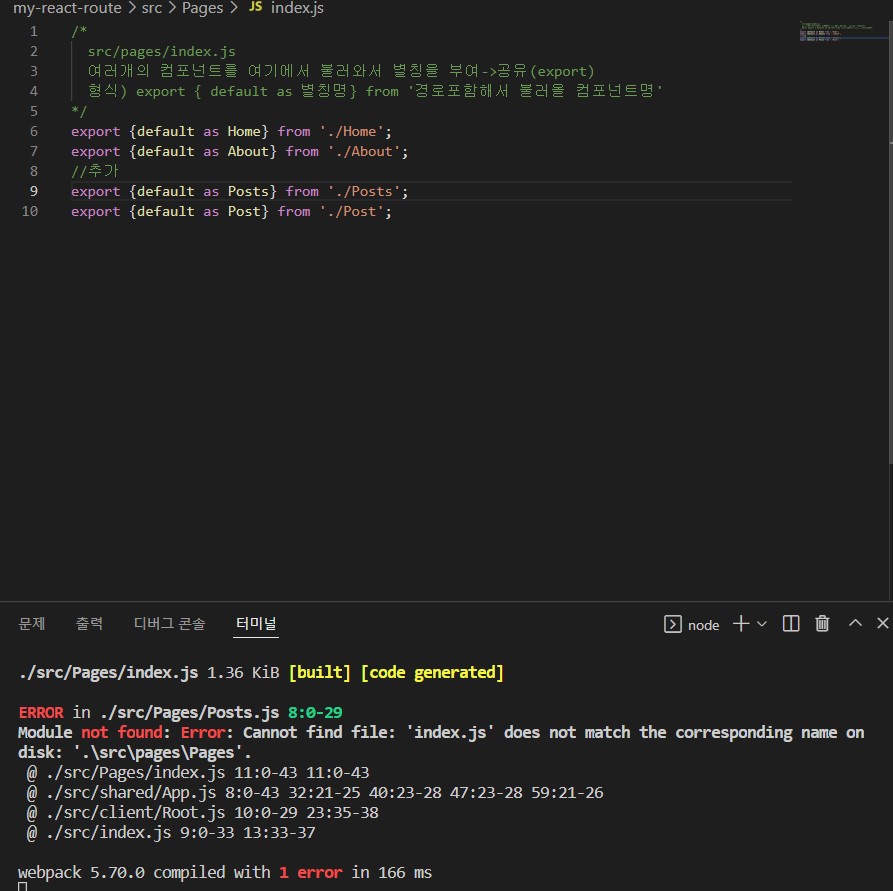 my-react-route > src > Pages > JS index.js
1 /*
2 src/pages/index.js
3 여러개의 컴포넌트를 여기에서 불러와서 별칭을 부여->공유(export)
4 형식) export { default as 별칭명} from '경로포함해서 불러올 컴포넌트명'
5 */
6 export {default as Home} from './Home';
7 export {default as About} from './About';
8 //추가
9 export {default as Posts} from './Posts';
10 export {default as Post} from './Post';
문제 출력 디버그 콘솔 터미널 node
./src/Pages/index.js 1.36 KiB [built] [code generated]
ERROR in ./src/Pages/Posts.js 8:0-29
Module not found: Error: Cannot find file: 'index.js' does not match the corresponding name on
disk: '.\src\pages\Pages'.
@ ./src/Pages/index.js 11:0-43 11:0-43
@ ./src/shared/App.js 8:0-43 32:21-25 40:23-28 47:23-28 59:21-26
@ ./src/client/Root.js 10:0-29 23:35-38
@ ./src/index.js 9:0-33 13:33-37
webpack 5.70.0 compiled with 1 error in 166 ms